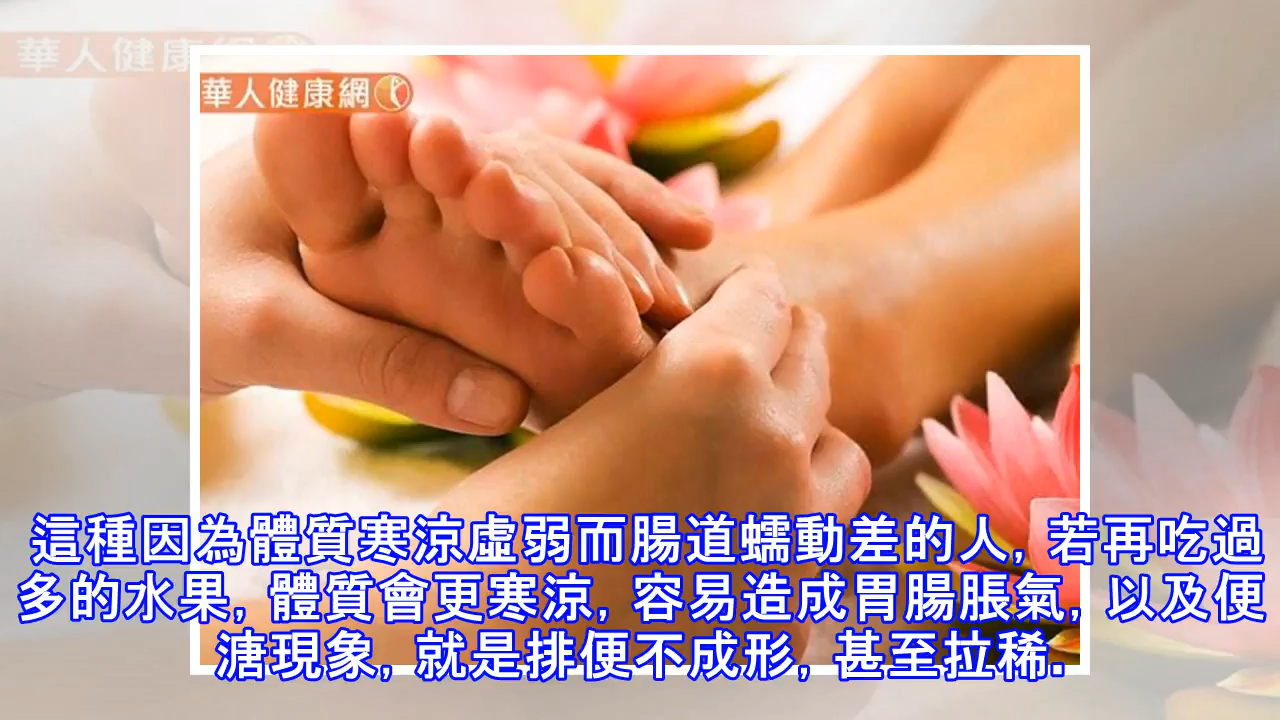 華人健康網
華人健康網
這種因為體質寒涼虛弱而腸道蠕動差的人, 若再吃過
多的水果, 體質會更寒涼, 容易造成胃腸脹氣, 以及便
溏現象, 就是排便不成形, 甚至拉稀.